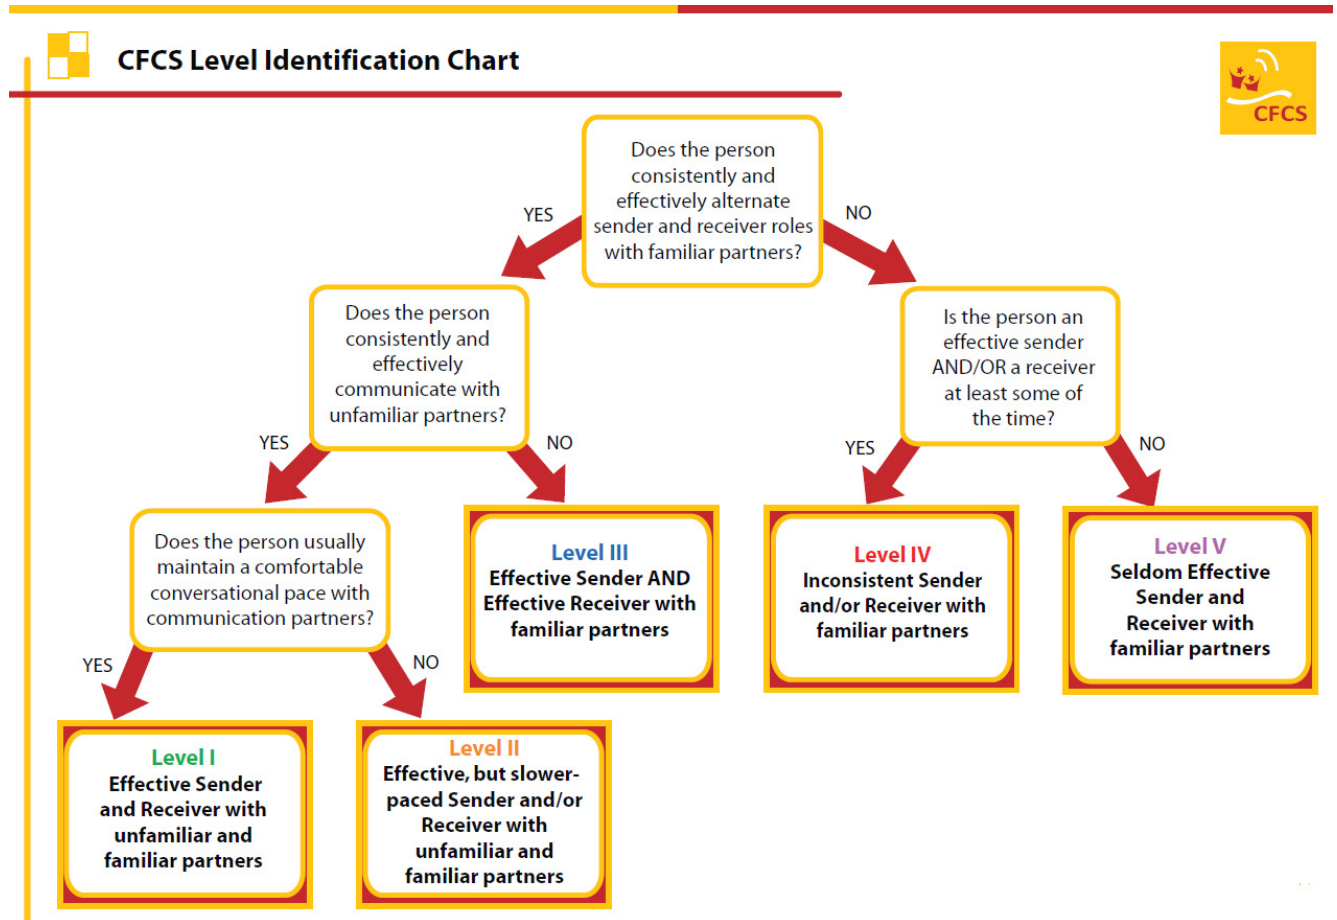 CFCS Level Identification Chart
CFCS
Does the person
consistently and
effectively alternate
sender and receiver roles
with familiar partners?
YES
NO
Does the person
consistently and
effectively
communicate with
unfamiliar partners?
Is the person an
effective sender
AND/OR a receiver
at least some of
the time?
YES
NO
YES
NO
Does the person usually
maintain a comfortable
conversational pace with
communication partners?
Level III
Effective Sender AND
Effective Receiver with
familiar partners
Level IV
Inconsistent Sender
and/or Receiver with
familiar partners
Level V
Seldom Effective
Sender and
Receiver with
familiar partners
YES
NO
Level I
Effective Sender
and Receiver with
unfamiliar and
familiar partners
Level II
Effective, but slower-
paced Sender and/or
Receiver with
unfamiliar and
familiar partners